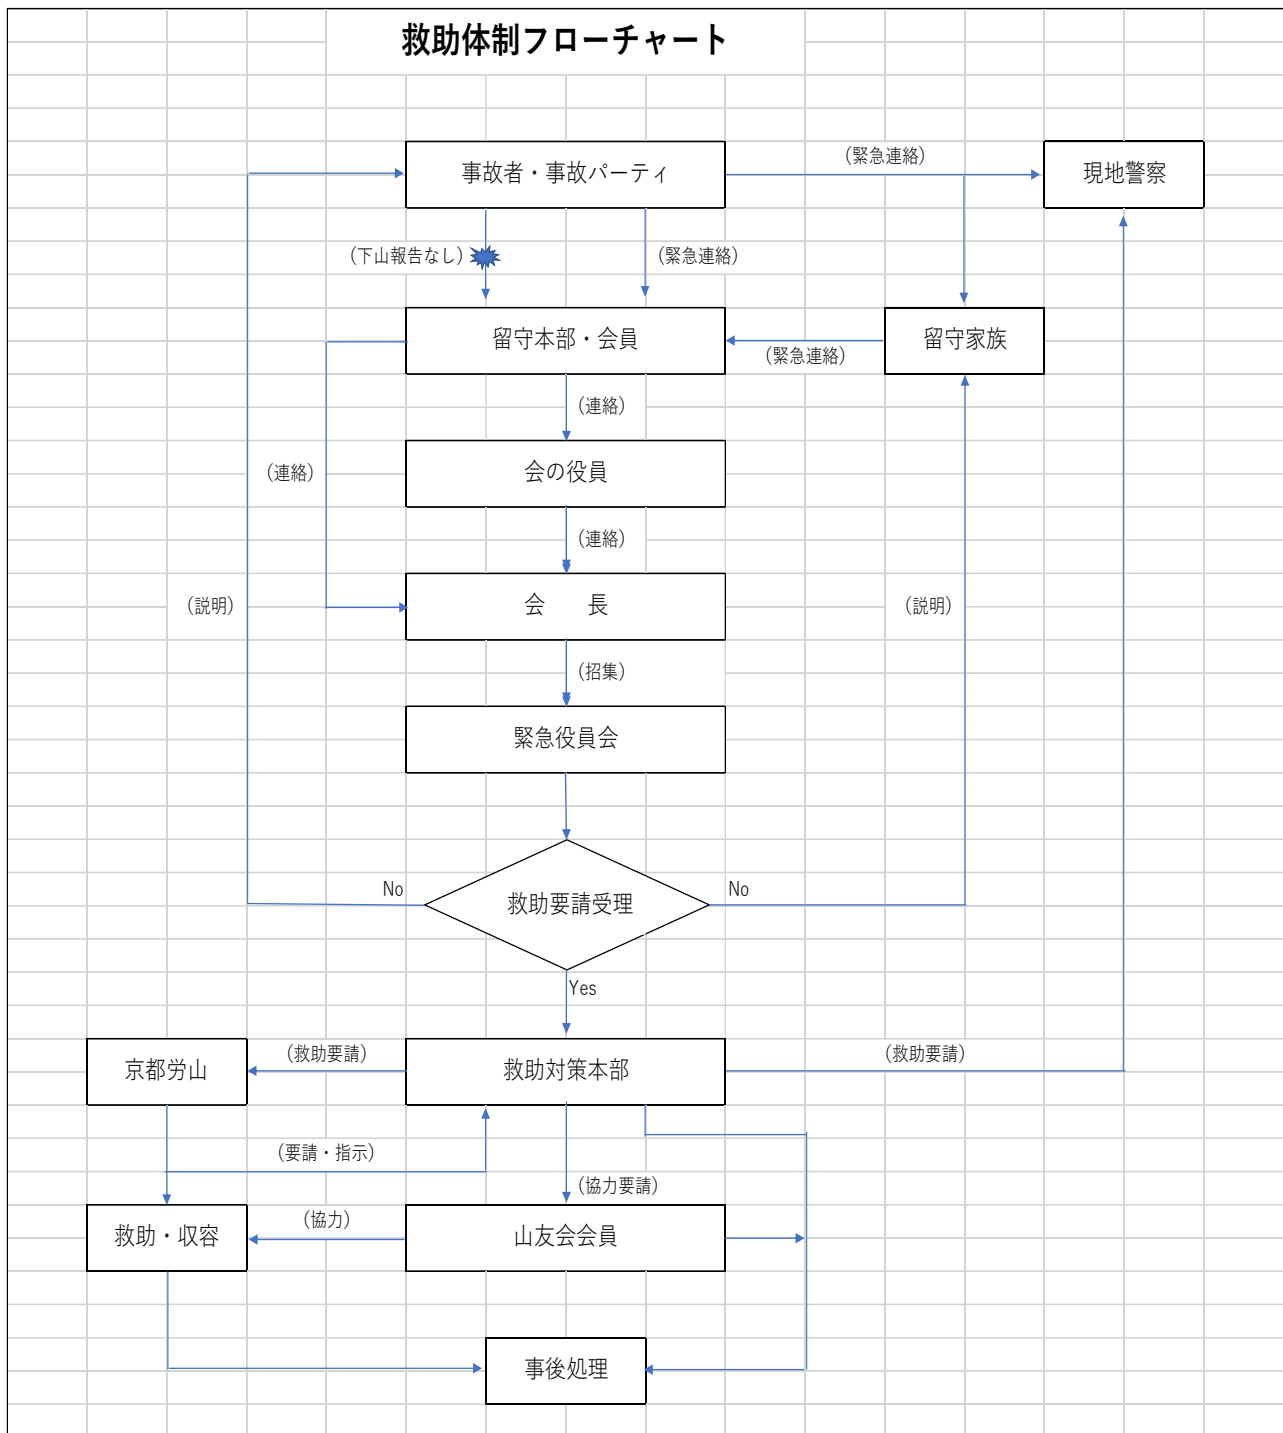 救助体制フローチャート
(緊急連絡)
事故者・事故パーティ
現地警察
(下山報告なし)
(緊急連絡)
留守本部・会員
留守家族
(緊急連絡)
(連絡)
会の役員
(連絡)
(連絡)
会　　長
(説明)
(説明)
(招集)
緊急役員会
No
救助要請受理
No
Yes
京都労山
(救助要請)
救助対策本部
(救助要請)
(要請・指示)
(協力要請)
救助・収容
(協力)
山友会会員
事後処理